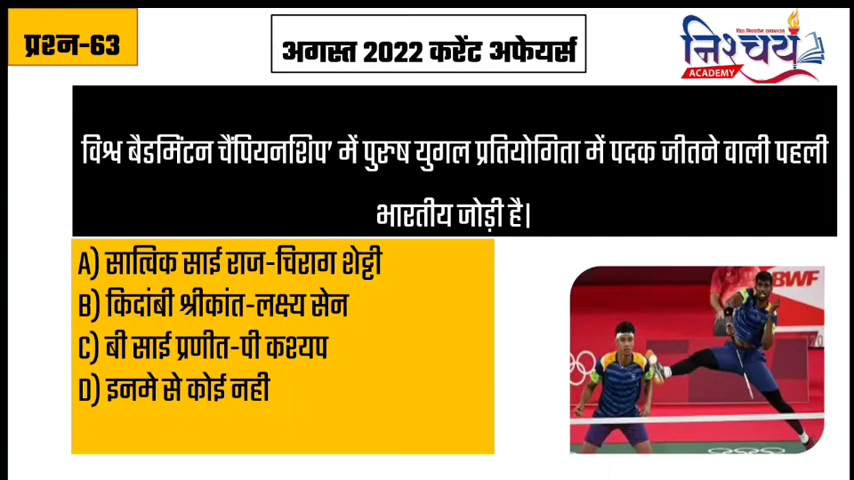 प्रश्न-63
अगस्त 2022 करेंट अफेयर्स
निश्चय
ACADEMY
विश्व बैडमिंटन चैंपियनशिप’ में पुरुष युगल प्रतियोगिता में पदक जीतने वाली पहली
भारतीय जोड़ी है।
A) सात्विक साई राज-चिराग शेट्टी
B) किदांबी श्रीकांत-लक्ष्य सेन
C) बी साई प्रणीत-पी कश्यप
D) इनमे से कोई नही
BWF